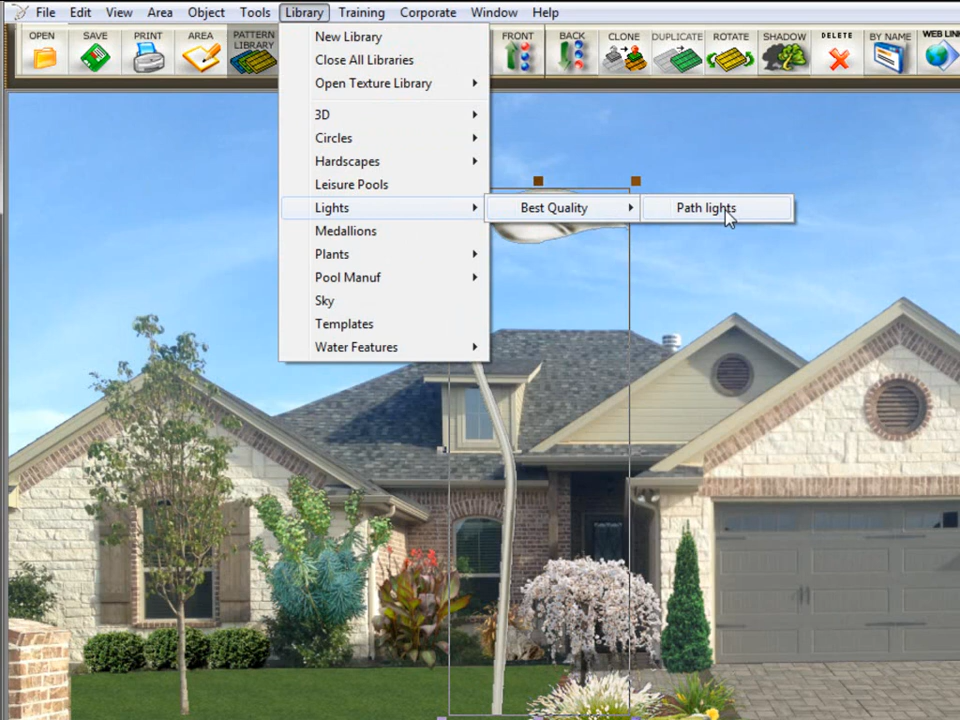 File Edit View Area Object Tools Library Training Corporate Window Help
OPEN SAVE PRINT AREA PATTERN LIBRARY FRONT BACK CLONE DUPLICATE ROTATE SHADOW DELETE BY NAME WEB LINK
New Library
Close All Libraries
Open Texture Library
3D
Circles
Hardscapes
Leisure Pools
Lights Best Quality Path lights
Medallions
Plants
Pool Manuf
Sky
Templates
Water Features